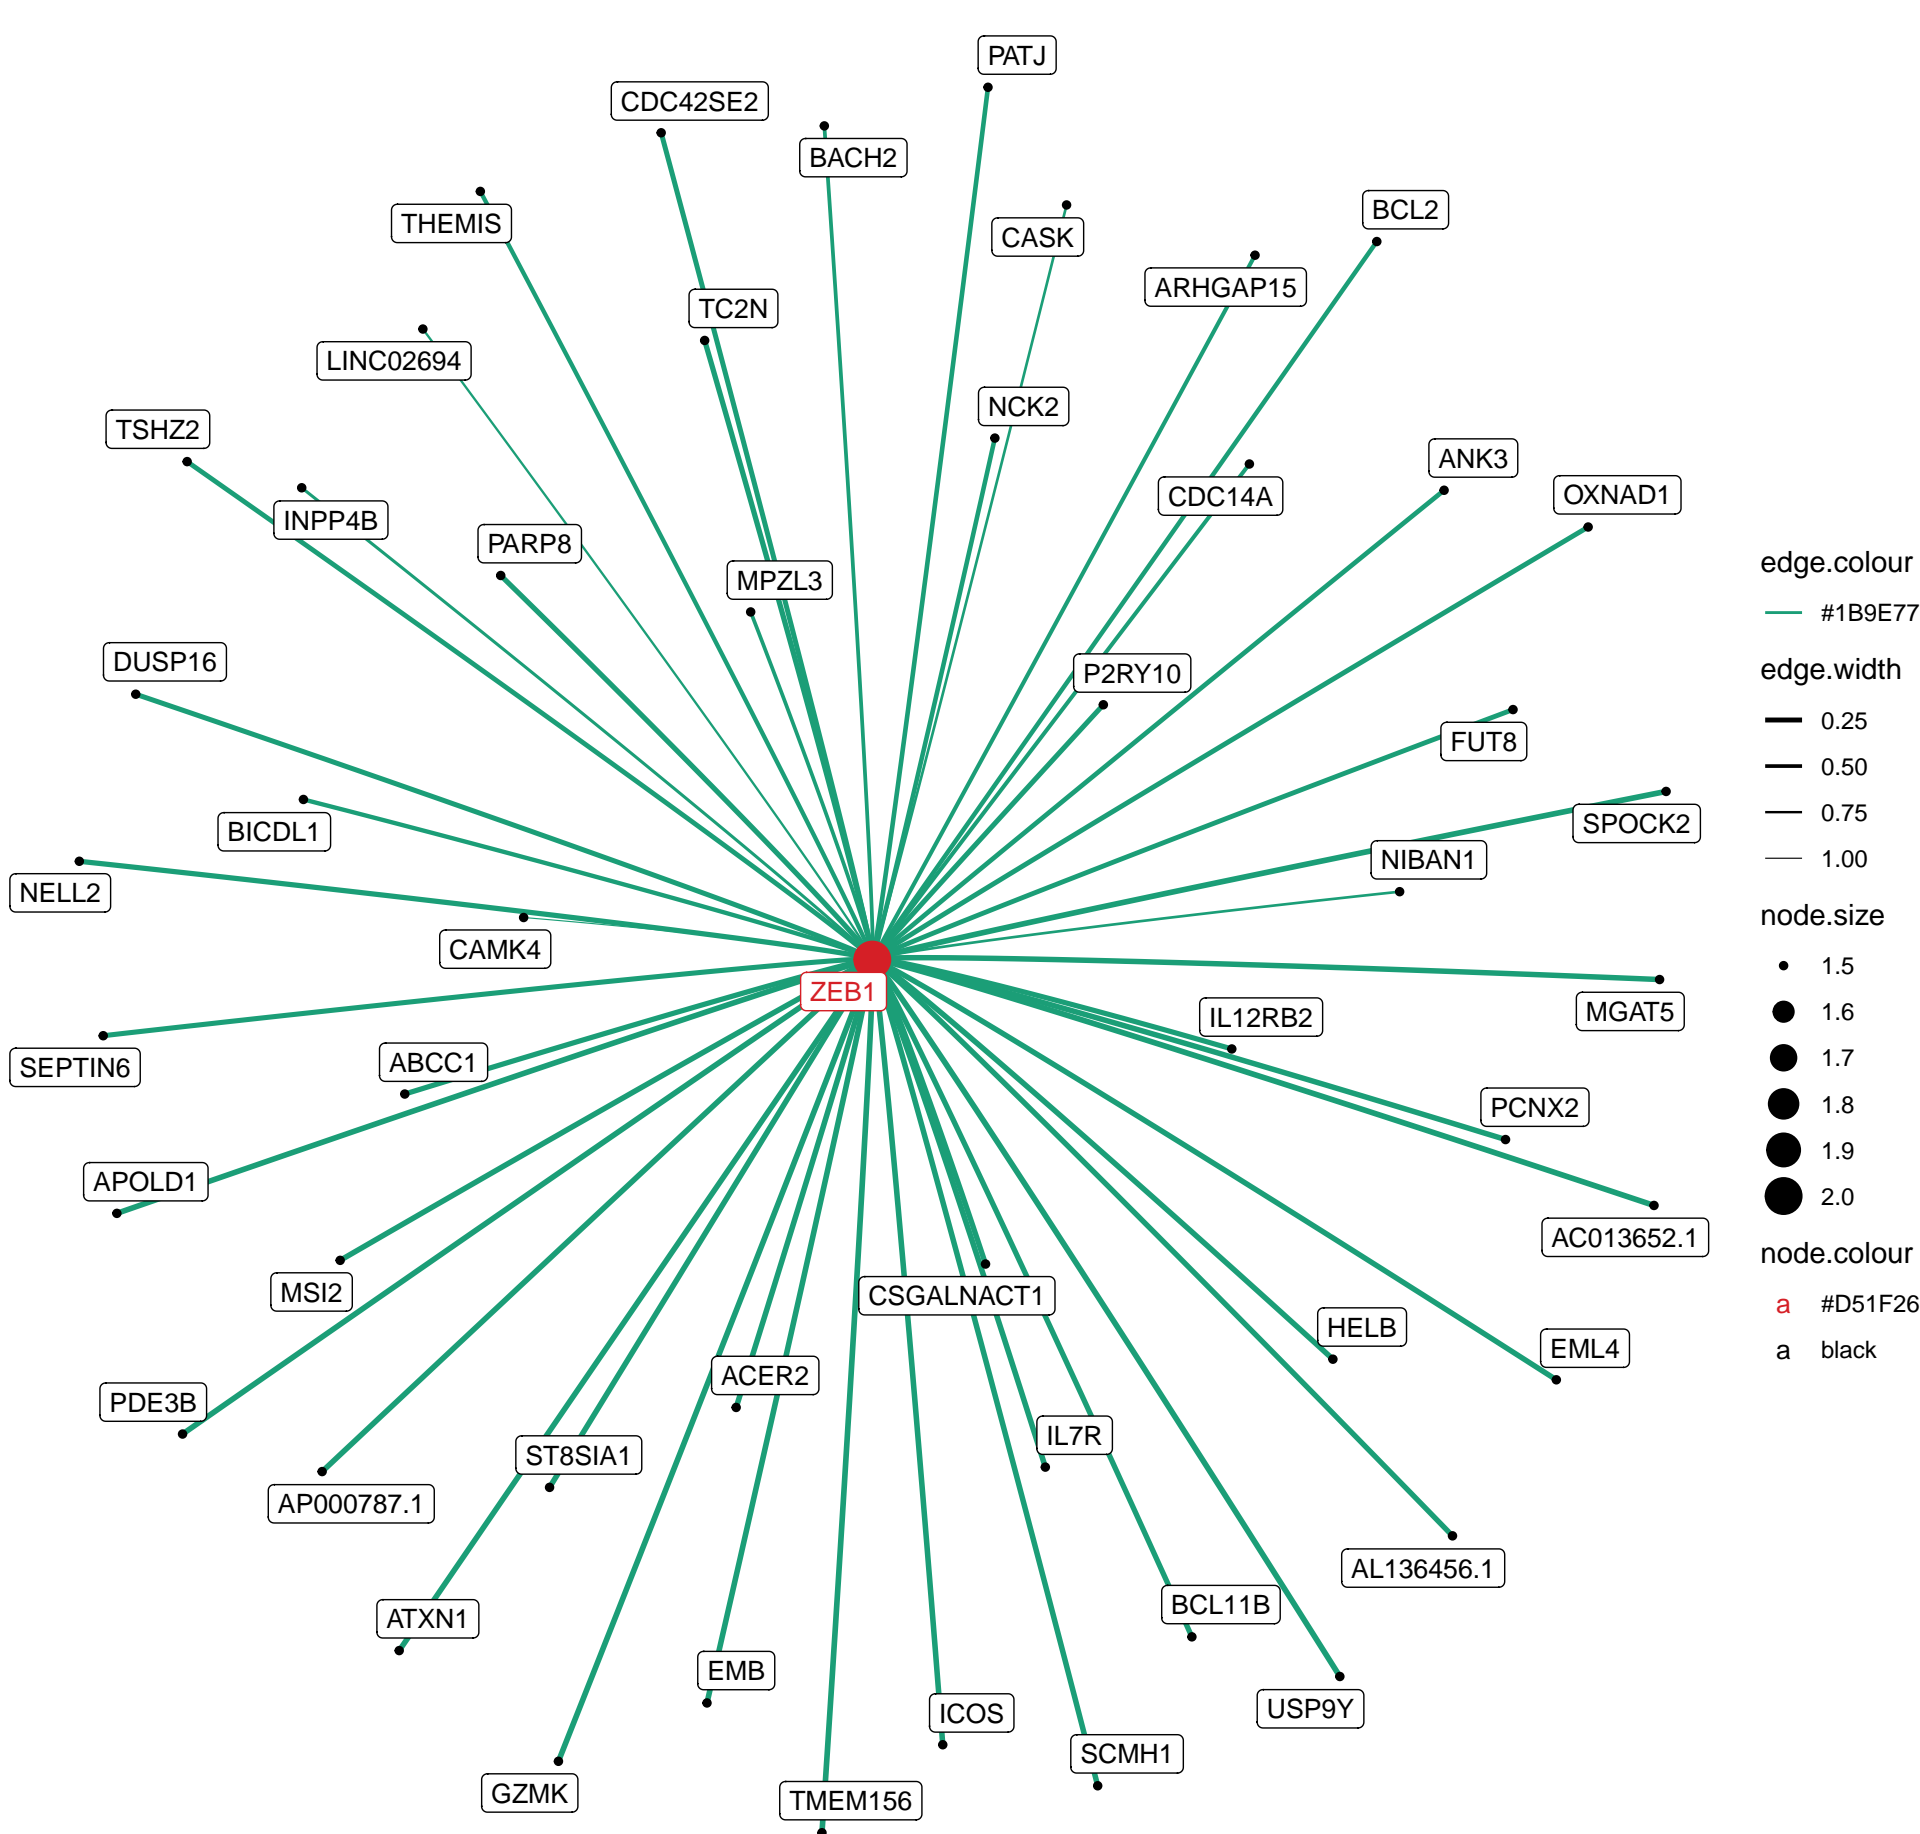 PATJ
CDC42SE2
BACH2
THEMIS
CASK
BCL2
ARHGAP15
TC2N
LINC02694
NCK2
TSHZ2
ANK3
CDC14A
OXNAD1
INPP4B
PARP8
MPZL3
DUSP16
P2RY10
FUT8
BICDL1
SPOCK2
NIBAN1
NELL2
CAMK4
ZEB1
MGAT5
IL12RB2
SEPTIN6
ABCC1
PCNX2
APOLD1
AC013652.1
MSI2
CSGALNACT1
HELB
EML4
ACER2
PDE3B
IL7R
ST8SIA1
AP000787.1
AL136456.1
BCL11B
ATXN1
EMB
USP9Y
ICOS
SCMH1
GZMK
TMEM156
edge.colour
#1B9E77
edge.width
0.25
0.50
0.75
1.00
node.size
1.5
1.6
1.7
1.8
1.9
2.0
node.colour
a #D51F26
a black